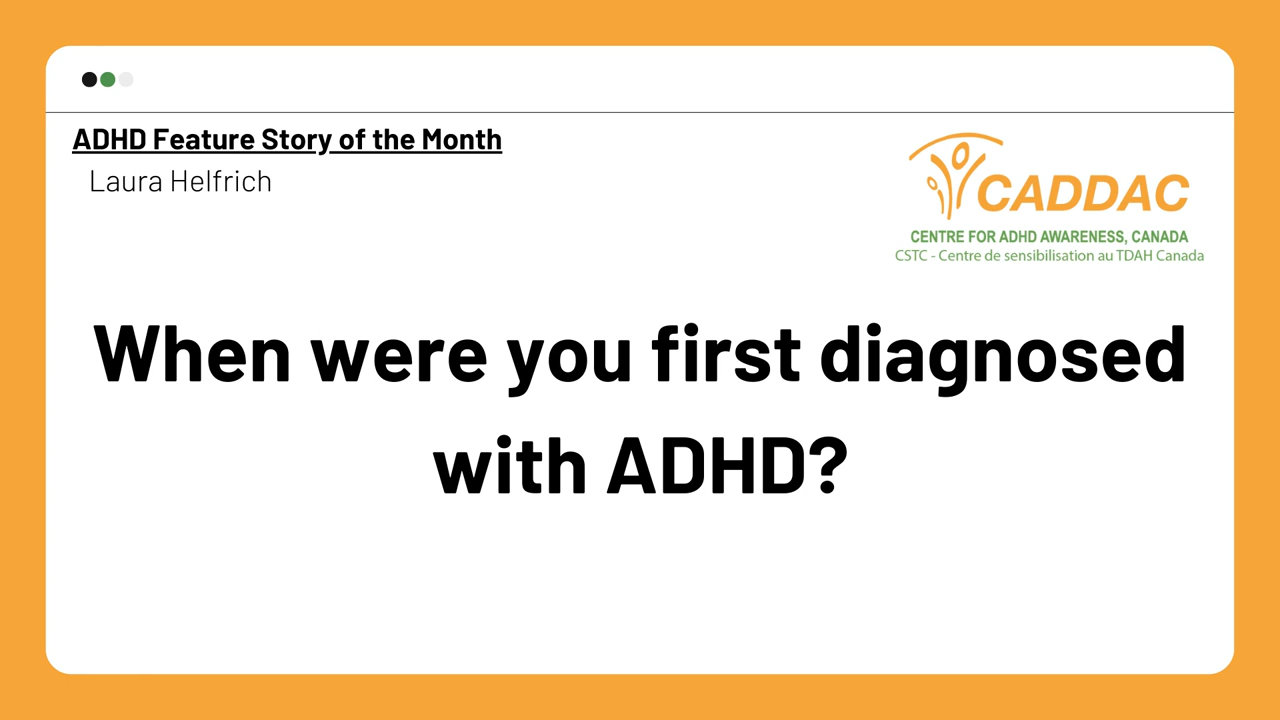 ADHD Feature Story of the Month
Laura Helfrich
CADDAC
CENTRE FOR ADHD AWARENESS, CANADA
CSTC - Centre de sensibilisation au TDAH Canada
When were you first diagnosed
with ADHD?